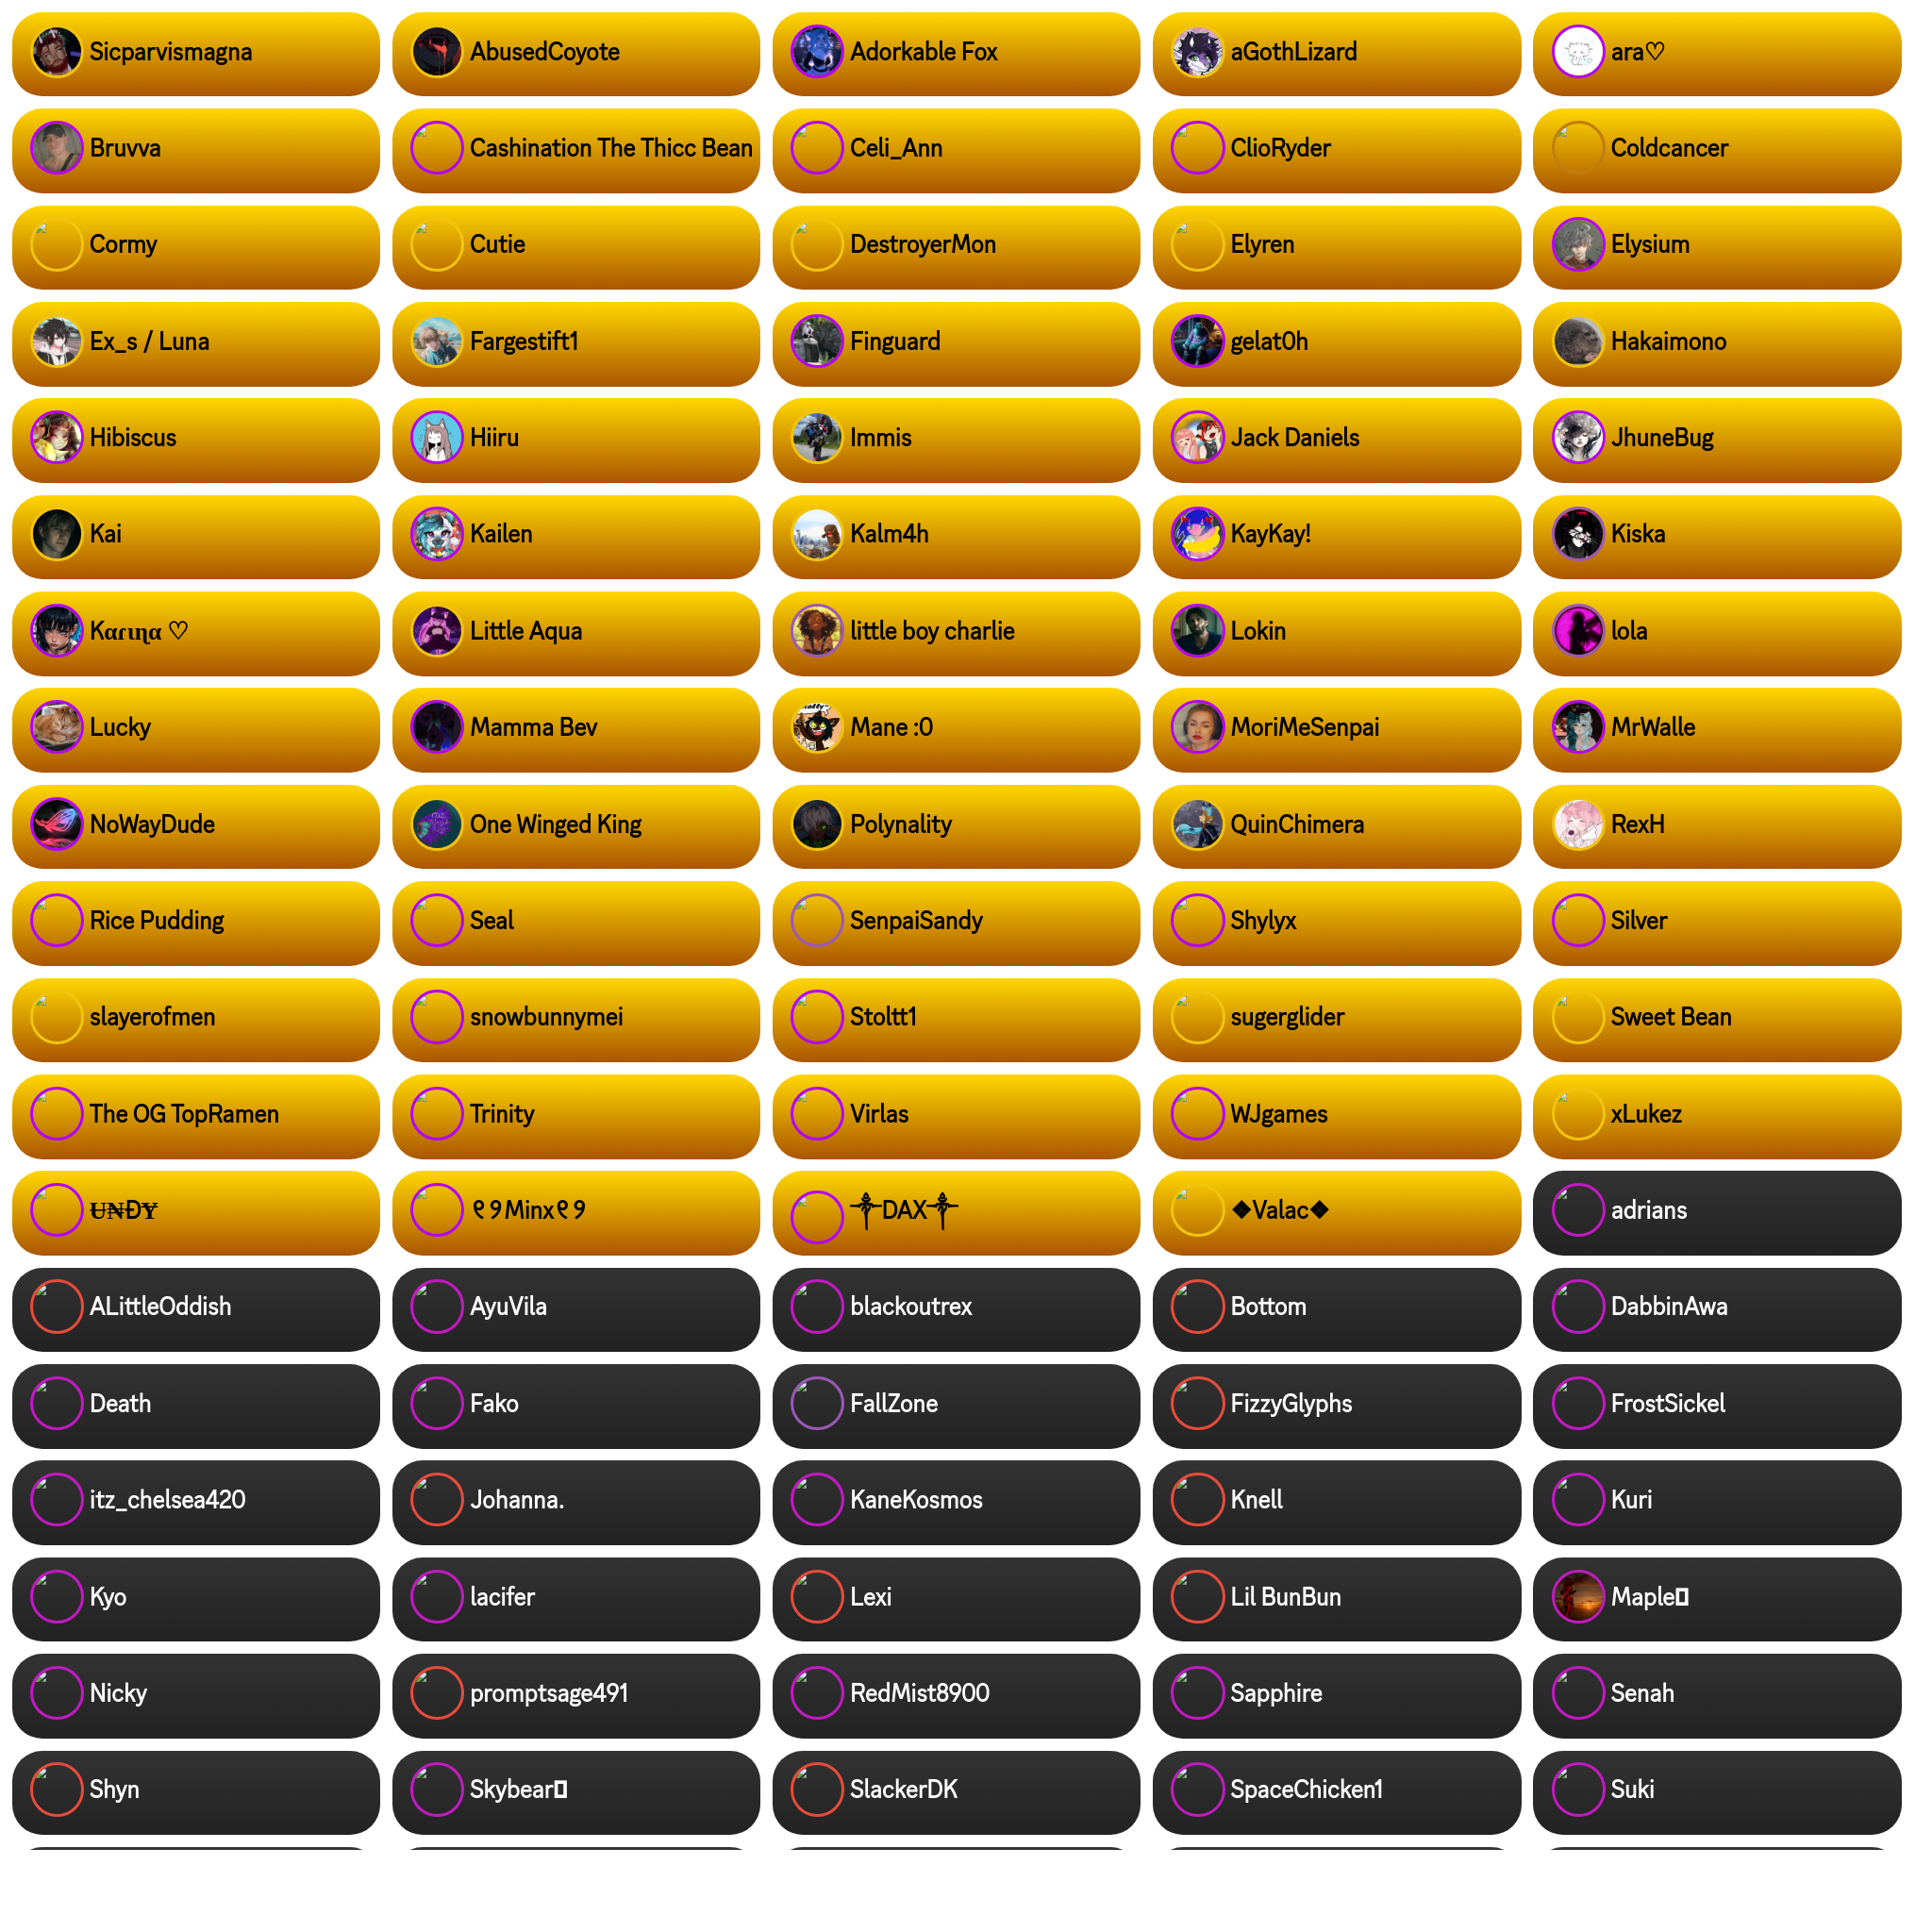 Sicparvismagna
AbusedCoyote
Adorkable Fox
aGothLizard
ara♡
Bruvva
Cashination The Thicc Bean
Celi_Ann
ClioRyder
Coldcancer
Cormy
Cutie
DestroyerMon
Elyren
Elysium
Ex_s / Luna
Fargestift1
Finguard
gelat0h
Hakaimono
Hibiscus
Hiiru
Immis
Jack Daniels
JhuneBug
Kai
Kailen
Kalm4h
KayKay!
Kiska
Kαɾιɳα ♡
Little Aqua
little boy charlie
Lokin
lola
Lucky
Mamma Bev
Mane :0
MoriMeSenpai
MrWalle
NoWayDude
One Winged King
Polynality
QuinChimera
RexH
Rice Pudding
Seal
SenpaiSandy
Shylyx
Silver
slayerofmen
snowbunnymei
Stoltt1
sugerglider
Sweet Bean
The OG TopRamen
Trinity
Virlas
WJgames
xLukez
Ʉ₦ĐɎ
୧୨Minx୧୨
⸸DAX⸸
❖Valac❖
adrians
ALittleOddish
AyuVila
blackoutrex
Bottom
DabbinAwa
Death
Fako
FallZone
FizzyGlyphs
FrostSickel
itz_chelsea420
Johanna.
KaneKosmos
Knell
Kuri
Kyo
lacifer
Lexi
Lil BunBun
Maple
Nicky
promptsage491
RedMist8900
Sapphire
Senah
Shyn
Skybear
SlackerDK
SpaceChicken1
Suki